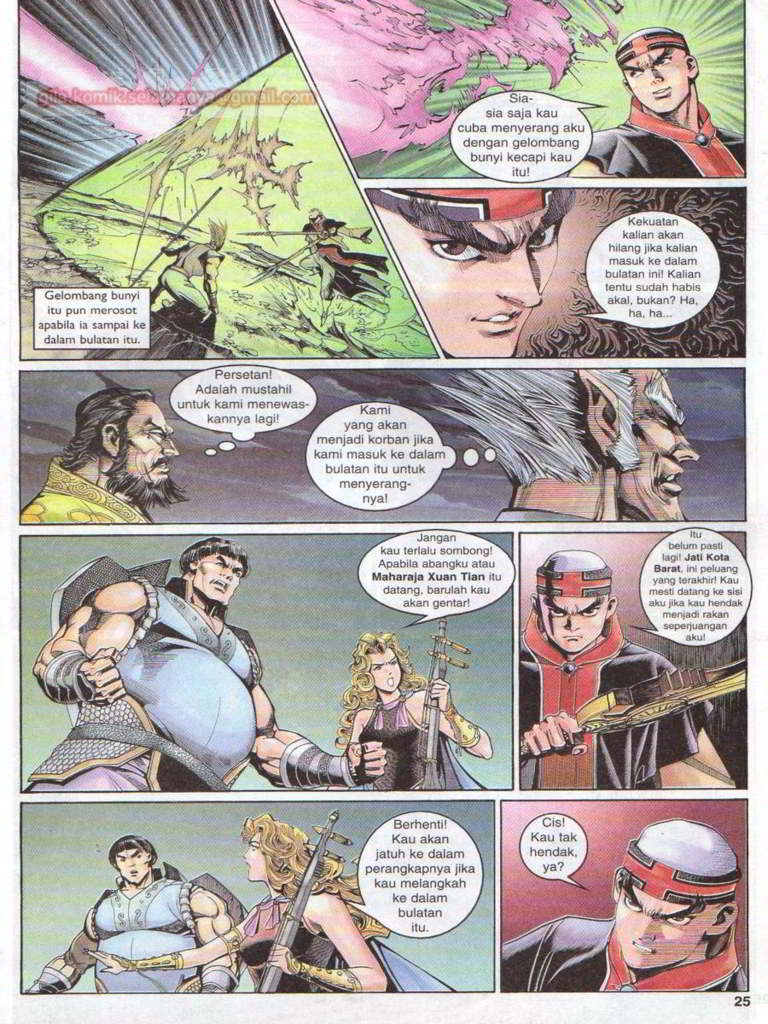 gila.komik.selamanya@gmail.com
Gelombang bunyi
itu pun merosot
apabila ia sampai ke
dalam bulatan itu.
Sia-
sia saja kau
cuba menyerang aku
dengan gelombang
bunyi kecapi kau
itu!
Kekuatan
kalian akan
hilang jika kalian
masuk ke dalam
bulatan ini! Kalian
tentu sudah habis
akal, bukan? Ha,
ha, ha...
Persetan!
Adalah mustahil
untuk kami menewas-
kannya lagi!
Kami
yang akan
menjadi korban jika
kami masuk ke dalam
bulatan itu untuk
menyerang-
nya!
Jangan
kau terlalu sombong!
Apabila abangku atau
Maharaja Xuan Tian itu
datang, barulah kau
akan gentar!
Itu
belum pasti
lagi! Jati Kota
Barat, ini peluang
yang terakhir! Kau
mesti datang ke sisi
aku jika kau hendak
menjadi rakan
seperjuangan
aku!
Berhenti!
Kau akan
jatuh ke dalam
perangkapnya jika
kau melangkah
ke dalam
bulatan
itu.
Cis!
Kau tak
hendak,
ya?
25